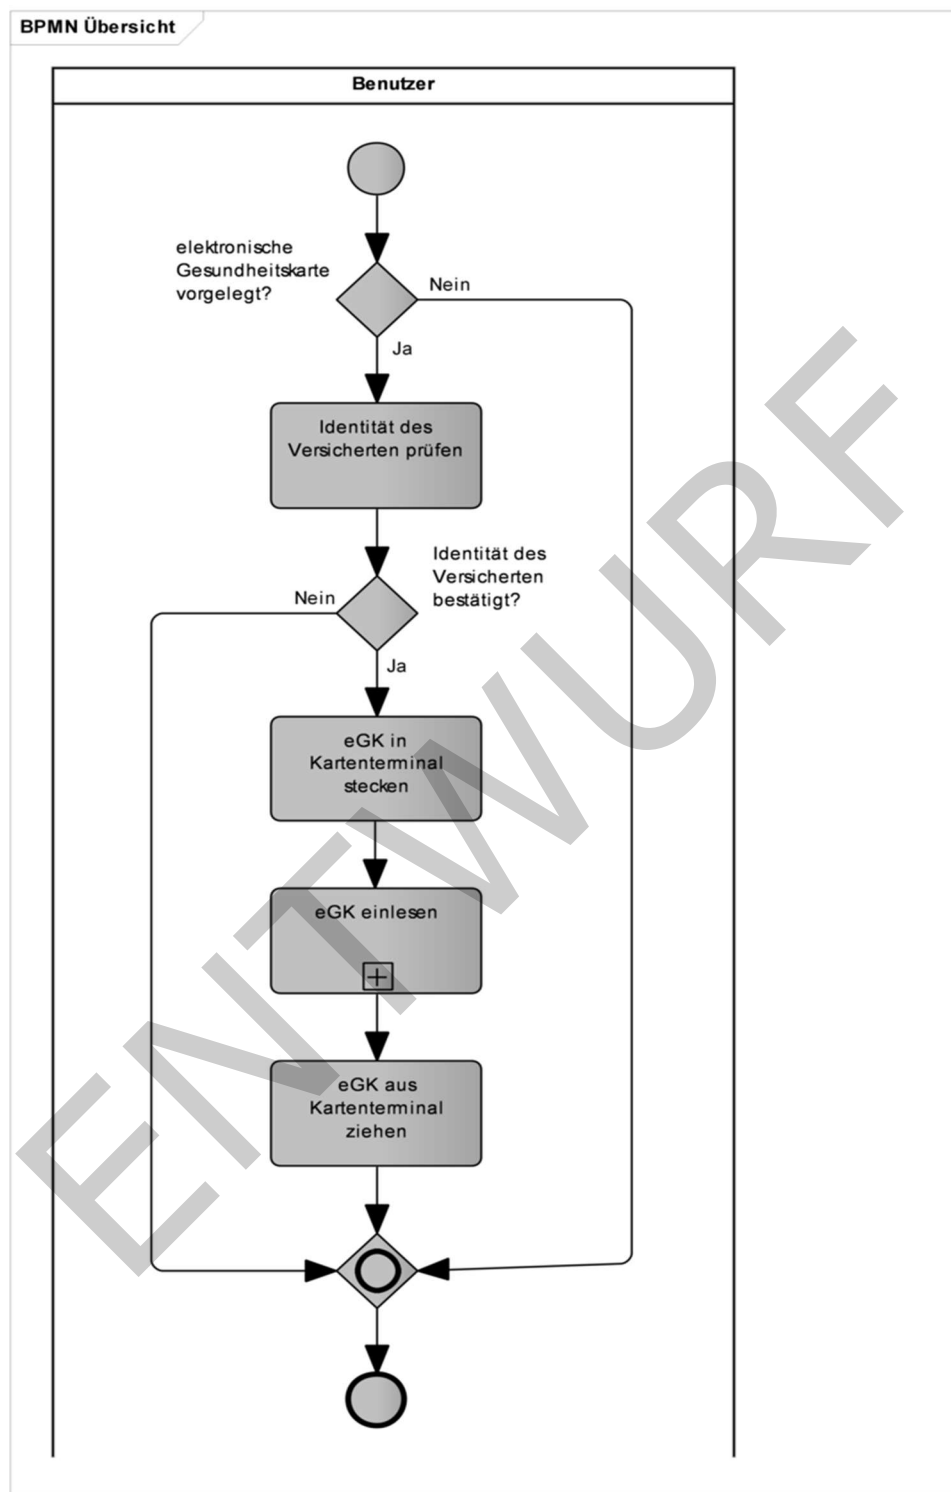 BPMN Übersicht
Benutzer
elektronische
Gesundheitskarte
vorgelegt?
Nein
Ja
Identität des
Versicherten prüfen
Identität des
Versicherten
bestätigt?
Nein
Ja
eGK in
Kartenterminal
stecken
eGK einlesen
eGK aus
Kartenterminal
ziehen
ENTWURF